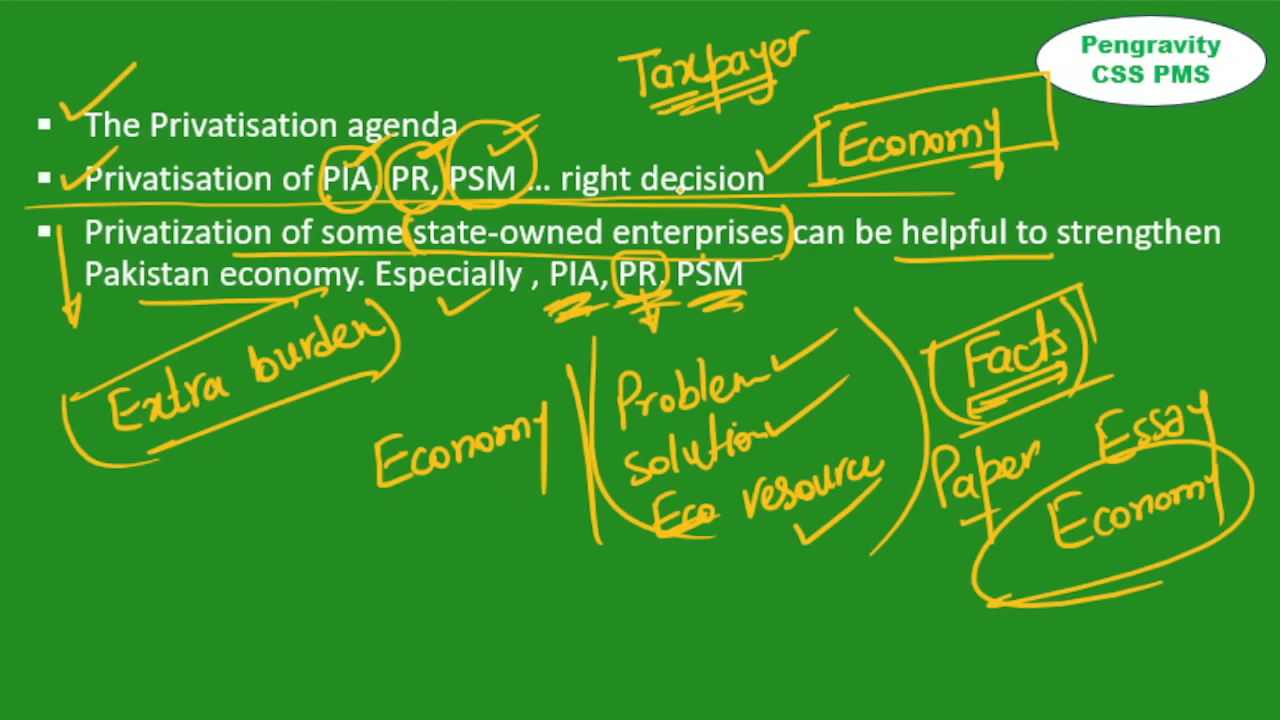 Pengravity
CSS PMS
Taxpayer
▪ The Privatisation agenda
Economy
▪ Privatisation of PIA, PR, PSM ... right decision
▪ Privatization of some state-owned enterprises can be helpful to strengthen
Pakistan economy. Especially , PIA, PR, PSM
Extra burden
Economy
Problem
solution
Eco resource
Facts
Paper Essay
Economy